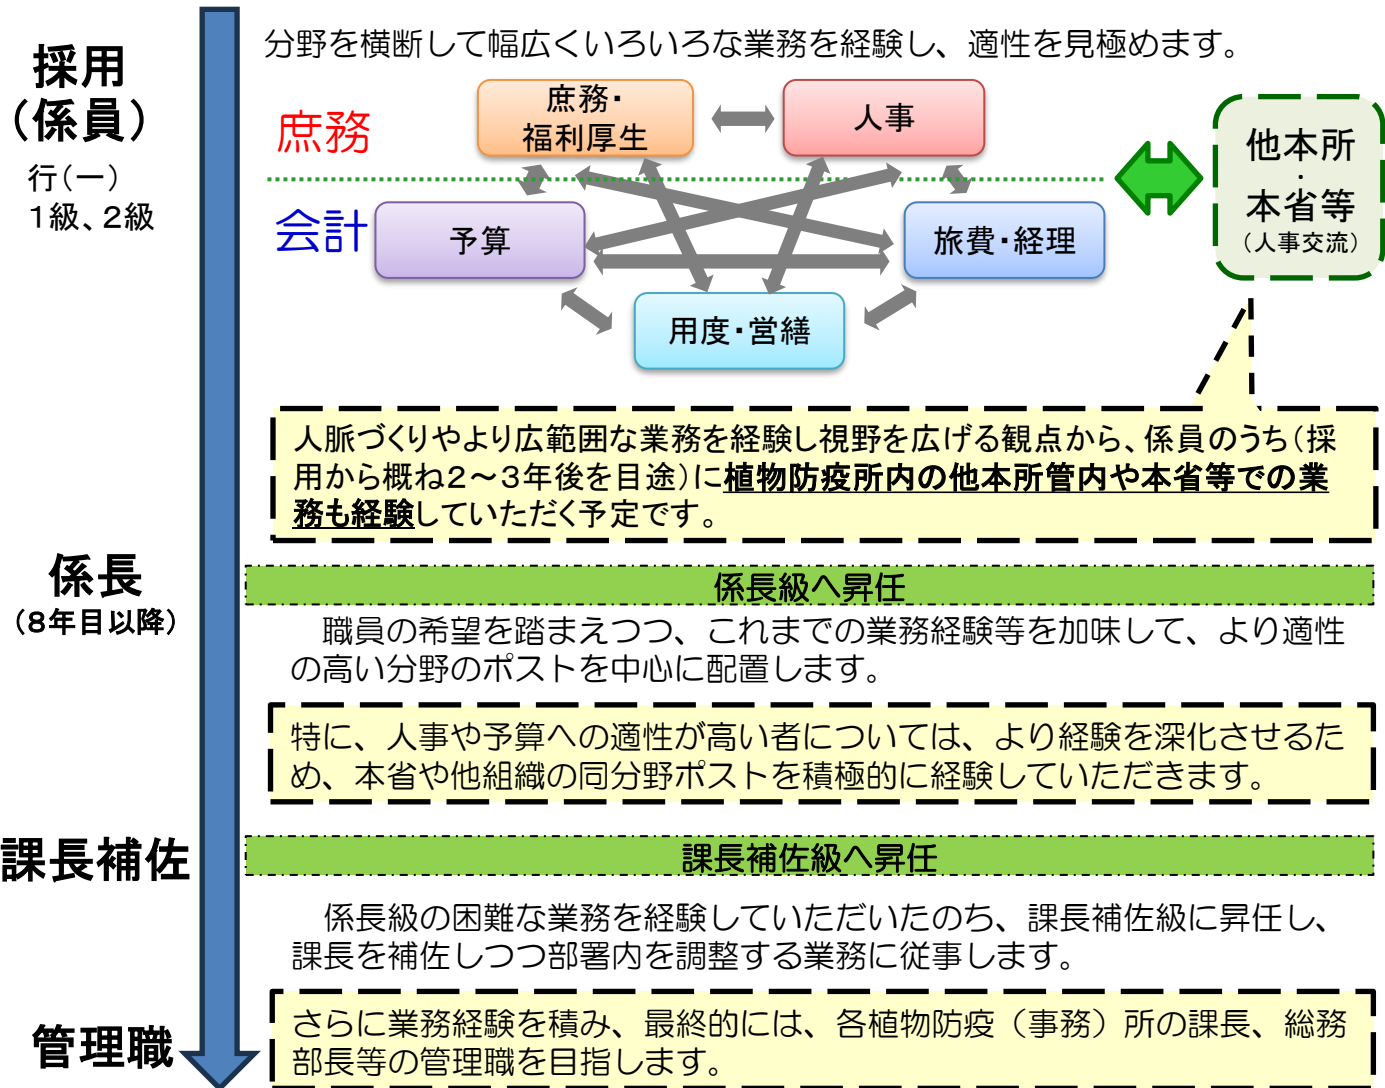 採用
（係員）
行（一）
１級、２級
分野を横断して幅広くいろいろな業務を経験し、適性を見極めます。
庶務
庶務・
福利厚生
人事
会計
予算
旅費・経理
用度・営繕
他本所
・
本省等
（人事交流）
人脈づくりやより広範囲な業務を経験し視野を広げる観点から、係員のうち（採
用から概ね２～３年後を目途）に植物防疫所内の他本所管内や本省等での業
務も経験していただく予定です。
係長
（８年目以降）
係長級へ昇任
職員の希望を踏まえつつ、これまでの業務経験等を加味して、より適性
の高い分野のポストを中心に配置します。
特に、人事や予算への適性が高い者については、より経験を深化させるた
め、本省や他組織の同分野ポストを積極的に経験していただきます。
課長補佐
課長補佐級へ昇任
係長級の困難な業務を経験していただいたのち、課長補佐級に昇任し、
課長を補佐しつつ部署内を調整する業務に従事します。
管理職
さらに業務経験を積み、最終的には、各植物防疫（事務）所の課長、総務
部長等の管理職を目指します。